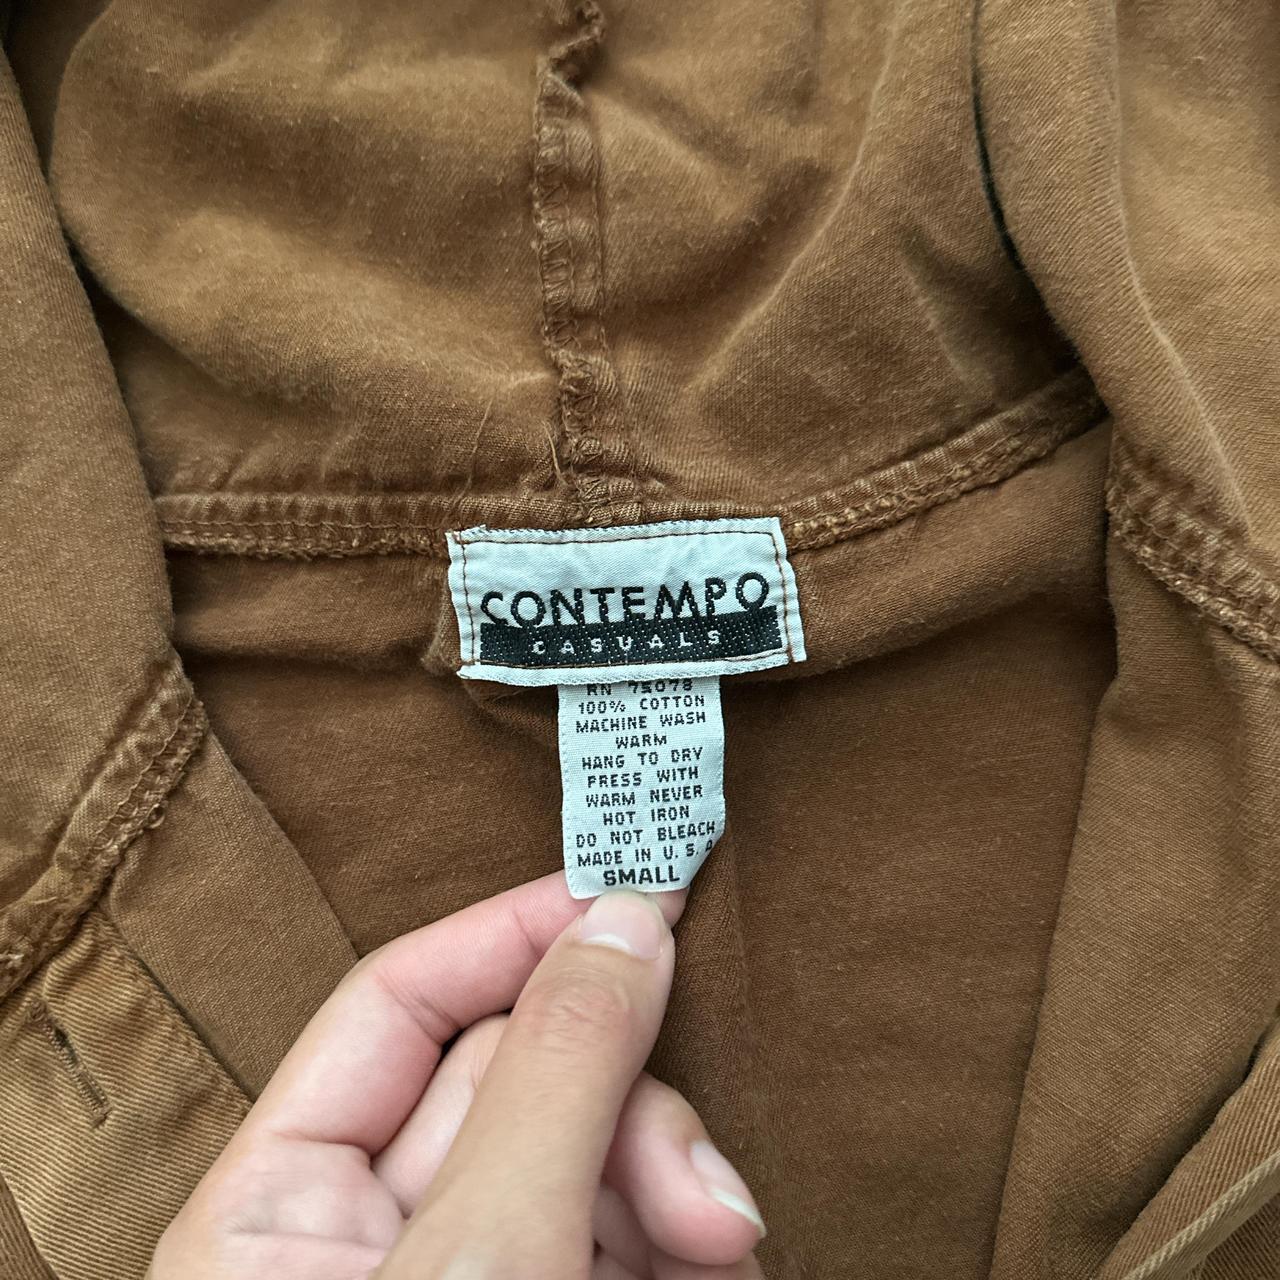 CONTEMPO
CASUALS
RN 75078
100% COTTON
MACHINE WASH
WARM
HANG TO DRY
PRESS WITH
WARM NEVER
HOT IRON
DO NOT BLEACH
MADE IN U.S.A
SMALL